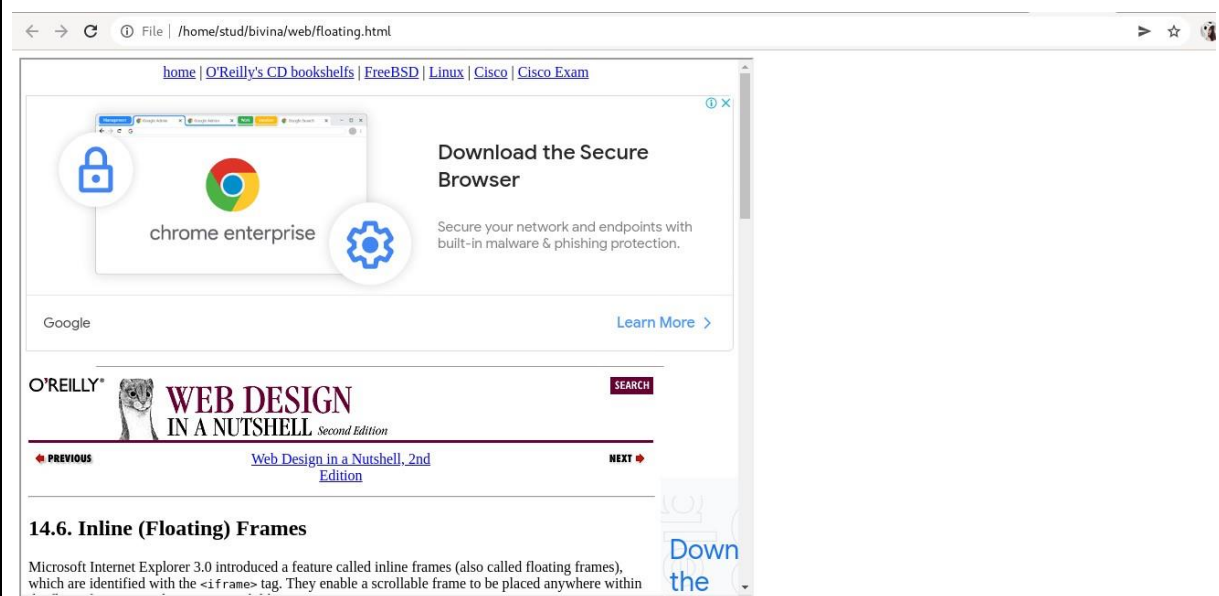 File | /home/stud/bivina/web/floating.html
home | O'Reilly's CD bookshelfs | FreeBSD | Linux | Cisco | Cisco Exam
Download the Secure
Browser
chrome enterprise
Secure your network and endpoints with
built-in malware & phishing protection.
Google
Learn More
O'REILLY®
WEB DESIGN
IN A NUTSHELL Second Edition
SEARCH
PREVIOUS
Web Design in a Nutshell, 2nd
Edition
NEXT
14.6. Inline (Floating) Frames
Microsoft Internet Explorer 3.0 introduced a feature called inline frames (also called floating frames),
which are identified with the <iframe> tag. They enable a scrollable frame to be placed anywhere within
Down
the